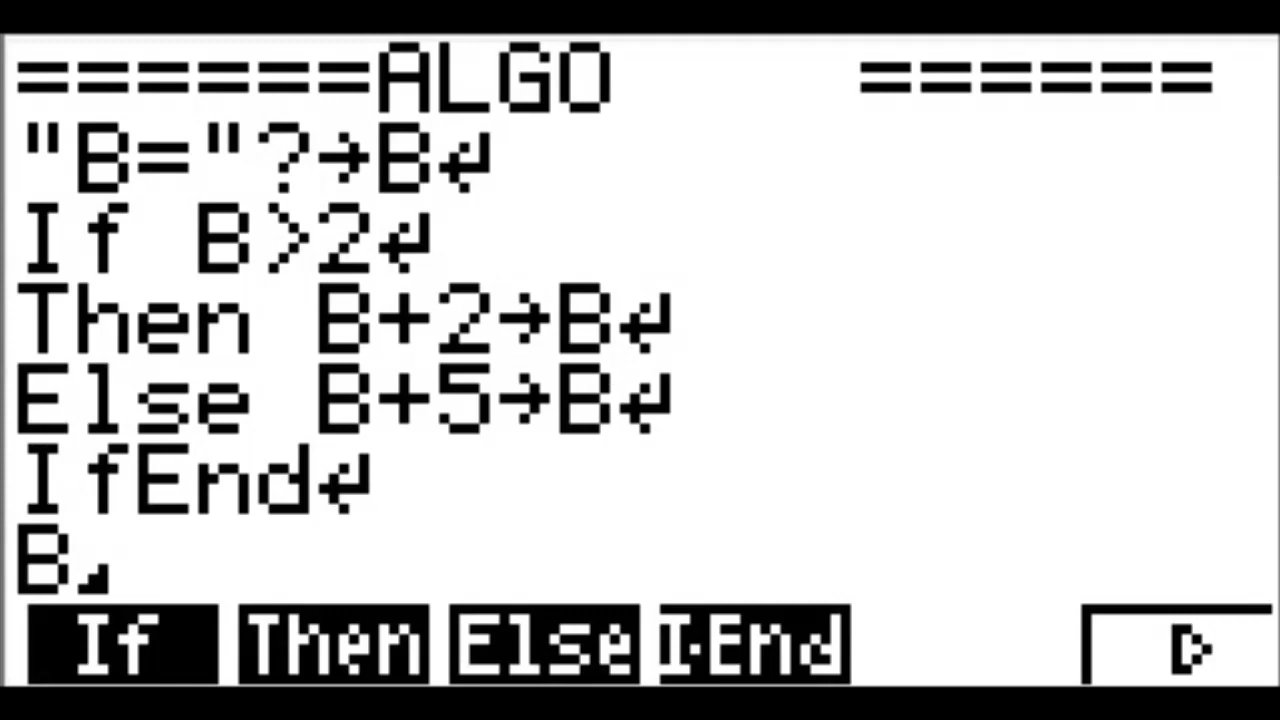 ======ALGO    ======
"B="?→B↵
If B>2↵
Then B+2→B↵
Else B+5→B↵
IfEnd↵
B◢
If Then Else I·End ▷